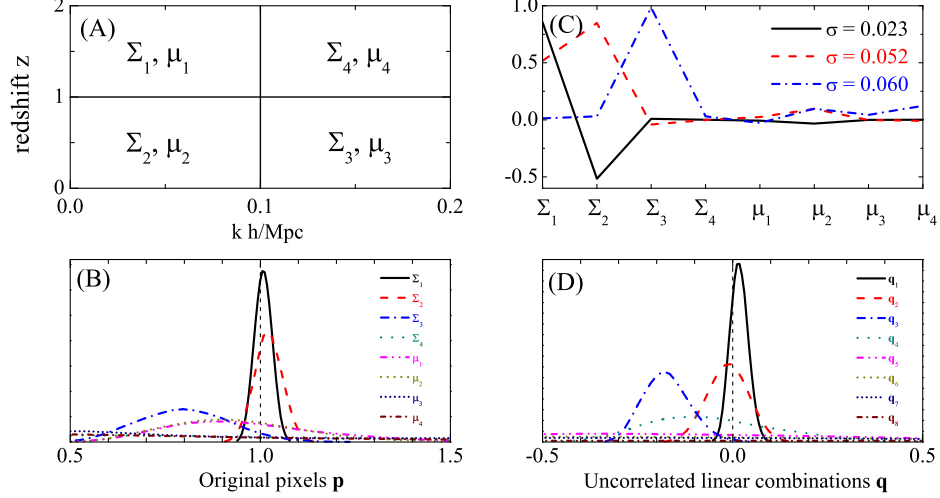 (A)
2
1
0
redshift z
Σ1, μ1
Σ4, μ4
Σ2, μ2
Σ3, μ3
0.0
0.1
0.2
k h/Mpc
(C)
1.0
0.5
0.0
-0.5
σ = 0.023
σ = 0.052
σ = 0.060
Σ1
Σ2
Σ3
Σ4
μ1
μ2
μ3
μ4
(B)
Σ1
Σ2
Σ3
Σ4
μ1
μ2
μ3
μ4
0.5
1.0
1.5
Original pixels p
(D)
q1
q2
q3
q4
q5
q6
q7
q8
-0.5
0.0
0.5
Uncorrelated linear combinations q